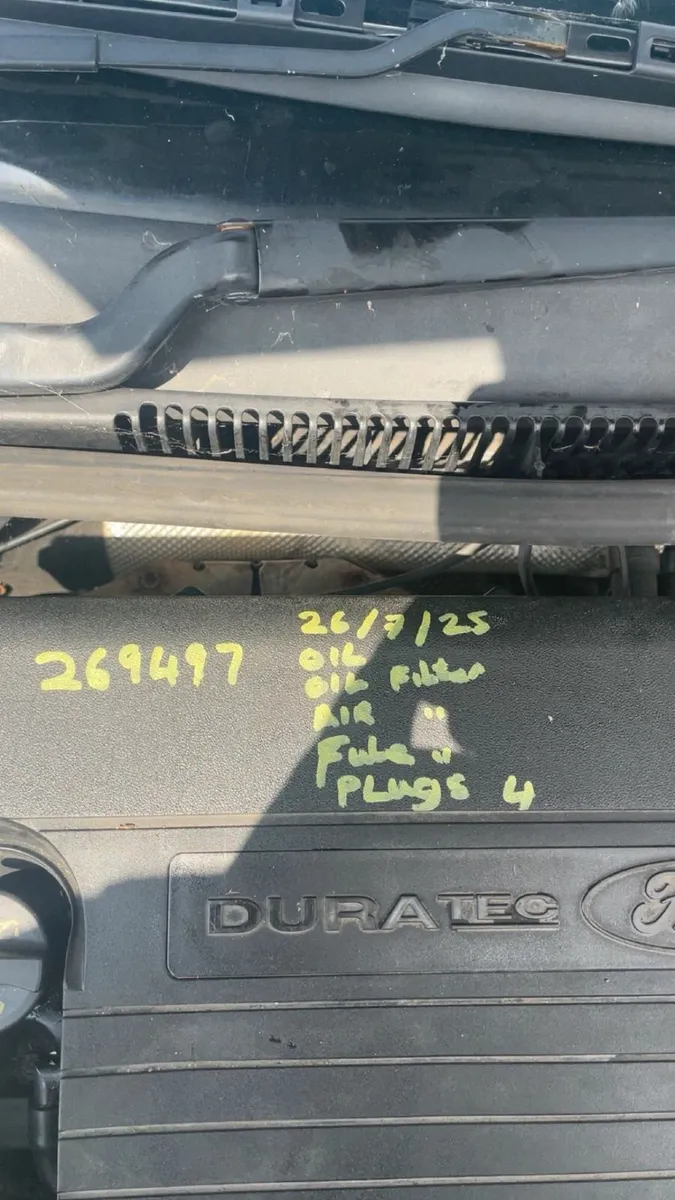 269497
26/7/25
OIL
OIL Filter
AIR "
Fule "
PLugs 4
DURATEC